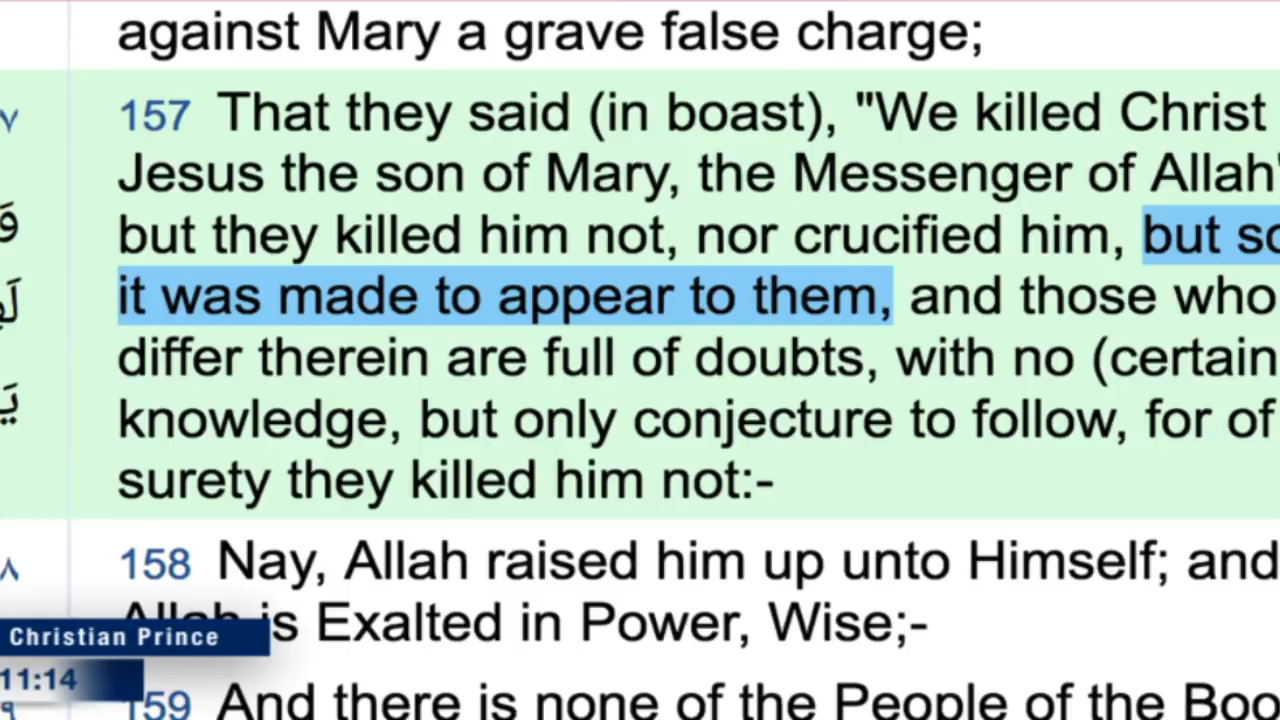 against Mary a grave false charge;
157 That they said (in boast), "We killed Christ
Jesus the son of Mary, the Messenger of Allah"
but they killed him not, nor crucified him, but so
it was made to appear to them, and those who
differ therein are full of doubts, with no (certain
knowledge, but only conjecture to follow, for of
surety they killed him not:-
158 Nay, Allah raised him up unto Himself; and
Allah is Exalted in Power, Wise;-
Christian Prince
11:14
159 And there is none of the People of the Boo